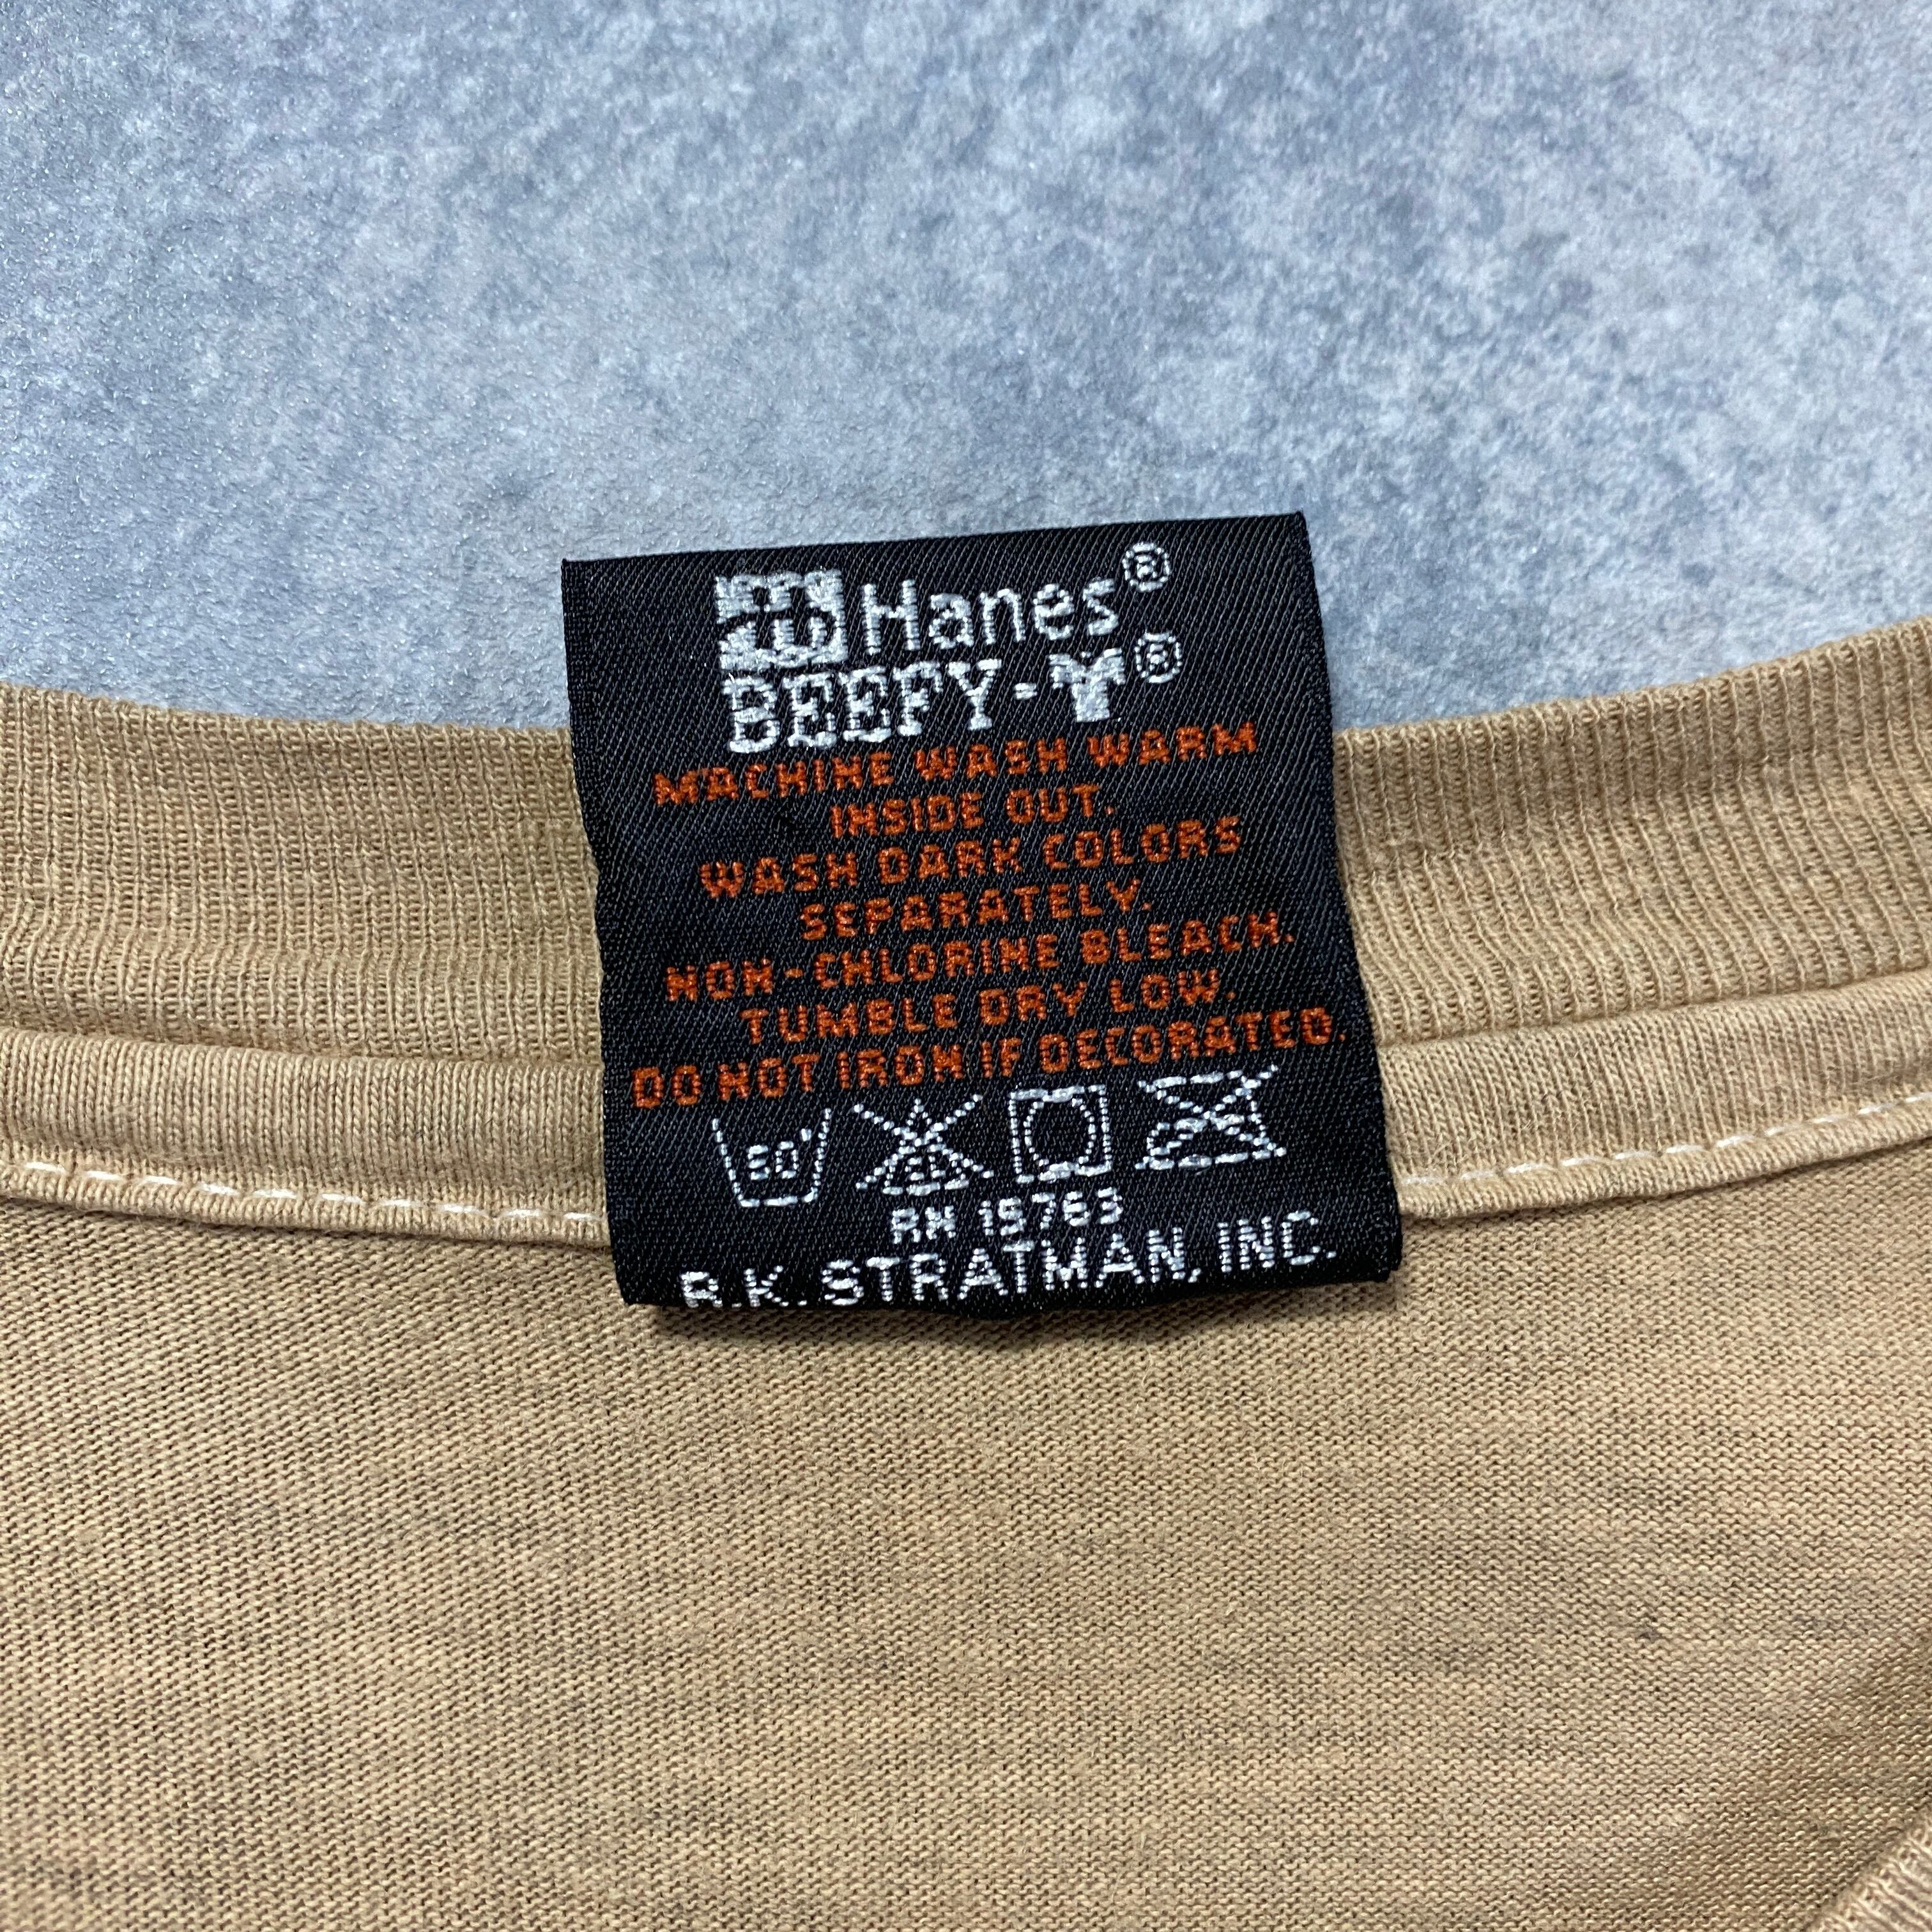 Hanes®
BEEFY-T®
MACHINE WASH WARM
INSIDE OUT.
WASH DARK COLORS
SEPARATELY.
NON-CHLORINE BLEACH.
TUMBLE DRY LOW.
DO NOT IRON IF DECORATED.
CL
RN 15763
R.K. STRATMAN, INC.